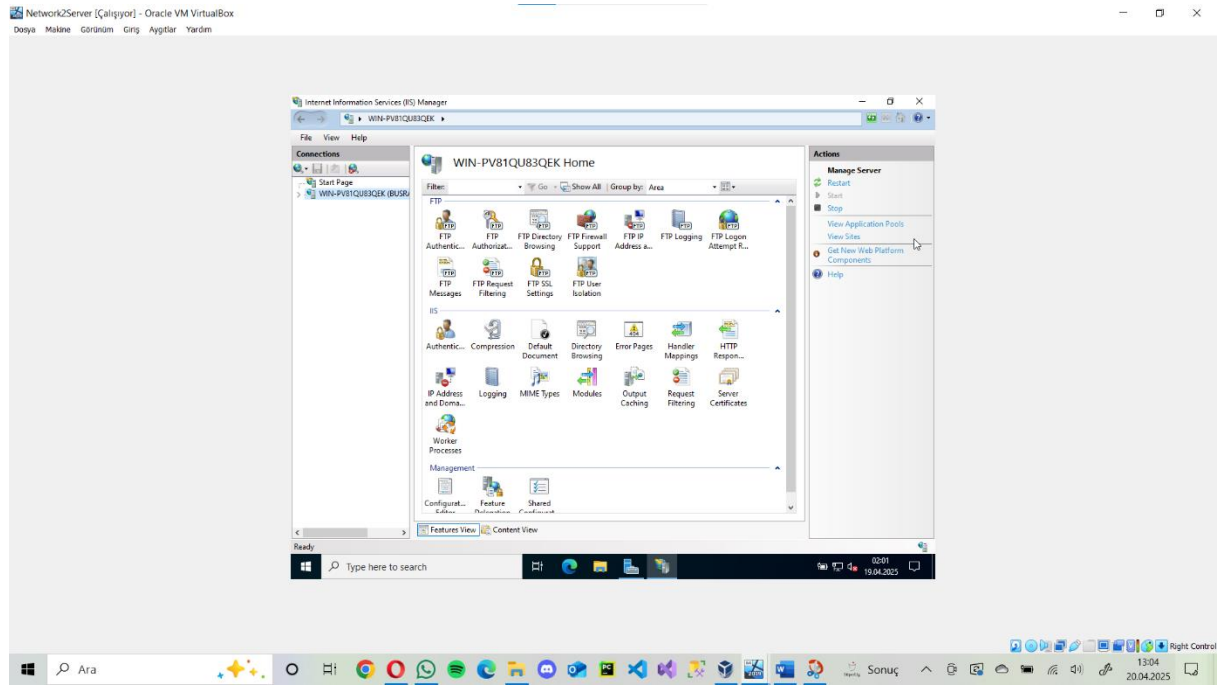 Network2Server [Çalışıyor] - Oracle VM VirtualBox
Dosya Makine Görünüm Giriş Aygıtlar Yardım
Internet Information Services (IIS) Manager
WIN-PV81QU83QEK
File View Help
Connections
Start Page
WIN-PV81QU83QEK (BUSRA
WIN-PV81QU83QEK Home
Filter: Go Show All Group by: Area
FTP
FTP Authentic...
FTP Authorizat...
FTP Directory Browsing
FTP Firewall Support
FTP IP Address a...
FTP Logging
FTP Logon Attempt R...
FTP Messages
FTP Request Filtering
FTP SSL Settings
FTP User Isolation
IIS
Authentic...
Compression
Default Document
Directory Browsing
Error Pages
Handler Mappings
HTTP Respon...
IP Address and Doma...
Logging
MIME Types
Modules
Output Caching
Request Filtering
Server Certificates
Worker Processes
Management
Configurat... Editor
Feature Delegation
Shared Configurat...
Features View Content View
Actions
Manage Server
Restart
Start
Stop
View Application Pools
View Sites
Get New Web Platform
Components
Help
Ready
Type here to search
02:01
19.04.2025
Right Control
Ara
Sonuç
13:04
20.04.2025